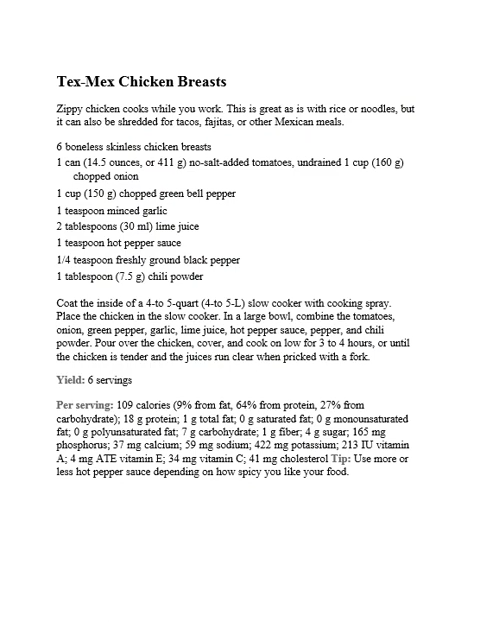 Tex-Mex Chicken Breasts
Zippy chicken cooks while you work. This is great as is with rice or noodles, but
it can also be shredded for tacos, fajitas, or other Mexican meals.
6 boneless skinless chicken breasts
1 can (14.5 ounces, or 411 g) no-salt-added tomatoes, undrained 1 cup (160 g)
chopped onion
1 cup (150 g) chopped green bell pepper
1 teaspoon minced garlic
2 tablespoons (30 ml) lime juice
1 teaspoon hot pepper sauce
1/4 teaspoon freshly ground black pepper
1 tablespoon (7.5 g) chili powder
Coat the inside of a 4-to 5-quart (4-to 5-L) slow cooker with cooking spray.
Place the chicken in the slow cooker. In a large bowl, combine the tomatoes,
onion, green pepper, garlic, lime juice, hot pepper sauce, pepper, and chili
powder. Pour over the chicken, cover, and cook on low for 3 to 4 hours, or until
the chicken is tender and the juices run clear when pricked with a fork.
Yield: 6 servings
Per serving: 109 calories (9% from fat, 64% from protein, 27% from
carbohydrate); 18 g protein; 1 g total fat; 0 g saturated fat; 0 g monounsaturated
fat; 0 g polyunsaturated fat; 7 g carbohydrate; 1 g fiber; 4 g sugar; 165 mg
phosphorus; 37 mg calcium; 59 mg sodium; 422 mg potassium; 213 IU vitamin
A; 4 mg ATE vitamin E; 34 mg vitamin C; 41 mg cholesterol Tip: Use more or
less hot pepper sauce depending on how spicy you like your food.